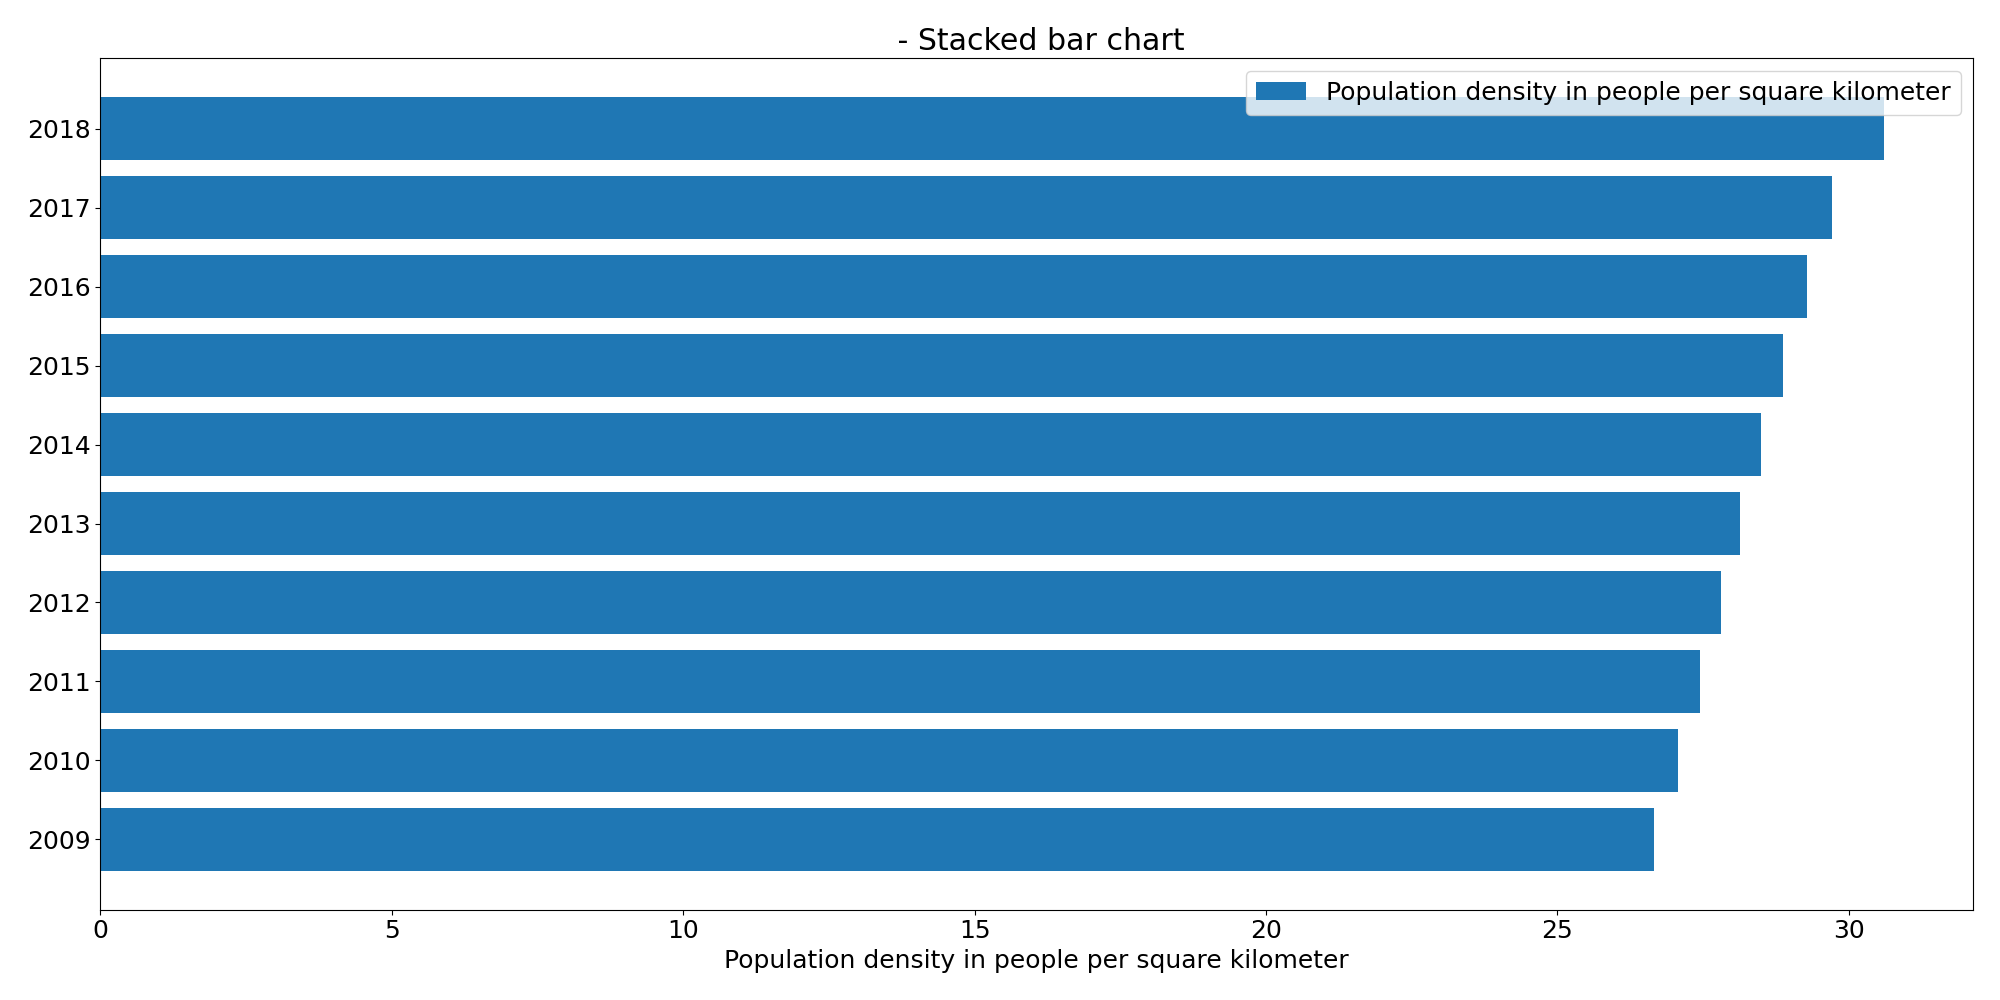 - Stacked bar chart
Population density in people per square kilometer
2018
2017
2016
2015
2014
2013
2012
2011
2010
2009
0 5 10 15 20 25 30
Population density in people per square kilometer